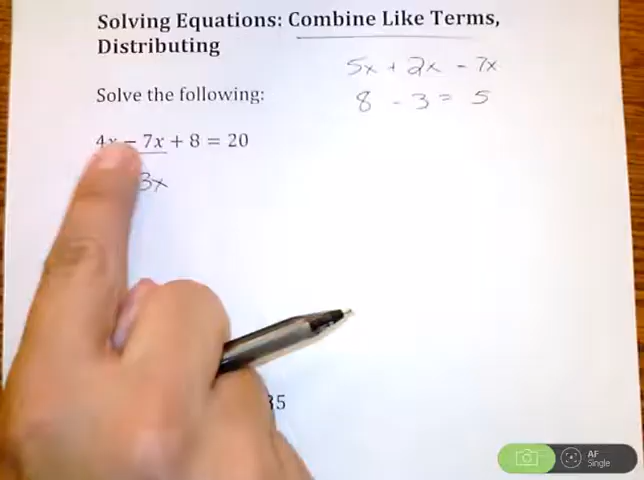 Solving Equations: Combine Like Terms,
Distributing
5x + 2x - 7x
Solve the following:
8 - 3 = 5
4x − 7x + 8 = 20
3x
35
AF
Single